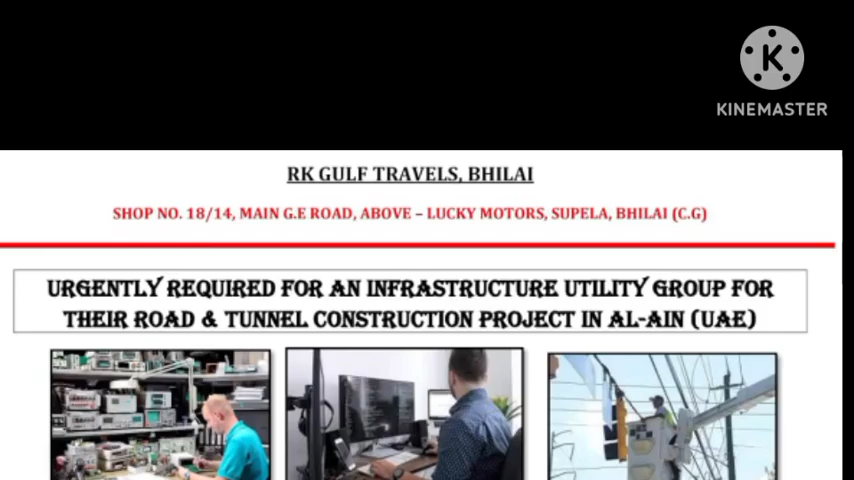 KINEMASTER
RK GULF TRAVELS, BHILAI
SHOP NO. 18/14, MAIN G.E ROAD, ABOVE – LUCKY MOTORS, SUPELA, BHILAI (C.G)
URGENTLY REQUIRED FOR AN INFRASTRUCTURE UTILITY GROUP FOR
THEIR ROAD & TUNNEL CONSTRUCTION PROJECT IN AL-AIN (UAE)